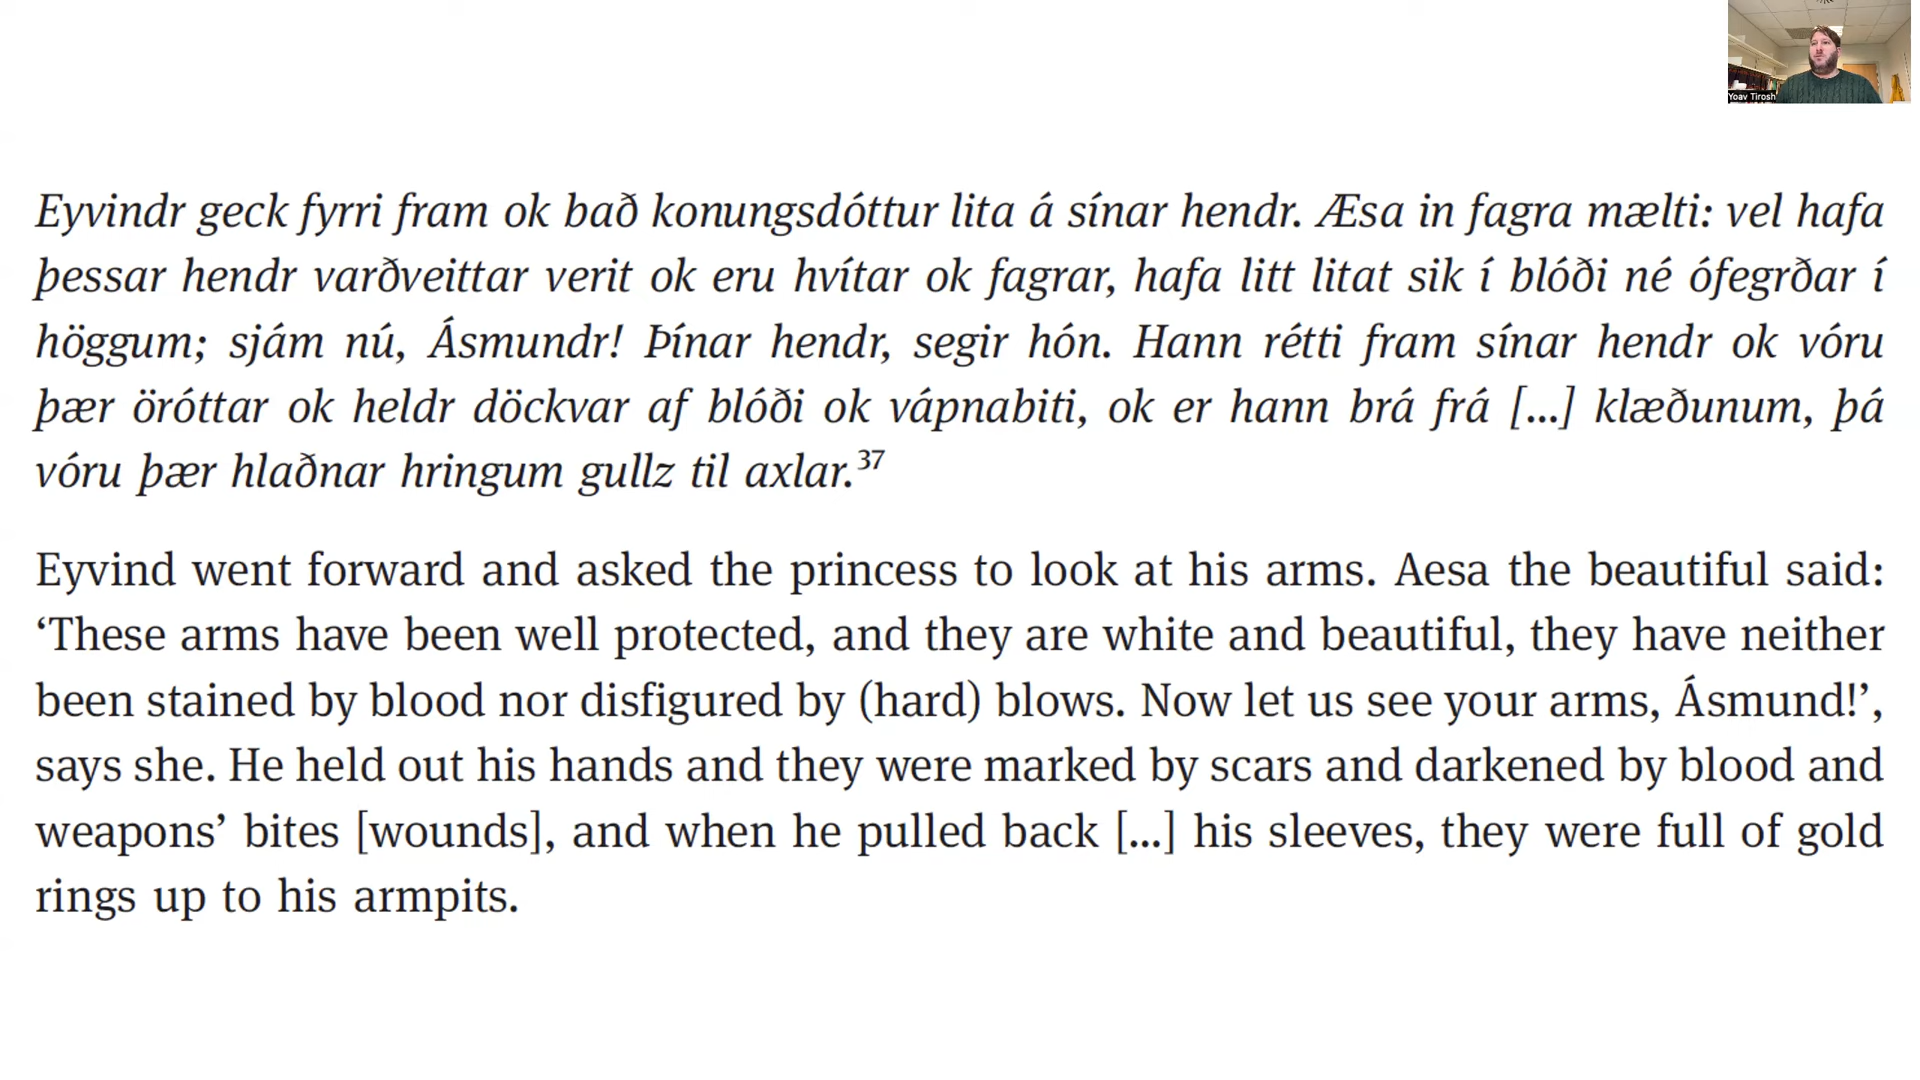 Yoav Tirosh
Eyvindr geck fyrri fram ok bað konungsdóttur lita á sínar hendr. Æsa in fagra mælti: vel hafa
þessar hendr varðveittar verit ok eru hvítar ok fagrar, hafa litt litat sik í blóði né ófegrðar í
höggum; sjám nú, Ásmundr! Þínar hendr, segir hón. Hann rétti fram sínar hendr ok vóru
þær öróttar ok heldr döckvar af blóði ok vápnabiti, ok er hann brá frá [...] klæðunum, þá
vóru þær hlaðnar hringum gullz til axlar.³⁷
Eyvind went forward and asked the princess to look at his arms. Aesa the beautiful said:
‘These arms have been well protected, and they are white and beautiful, they have neither
been stained by blood nor disfigured by (hard) blows. Now let us see your arms, Ásmund!’,
says she. He held out his hands and they were marked by scars and darkened by blood and
weapons’ bites [wounds], and when he pulled back [...] his sleeves, they were full of gold
rings up to his armpits.